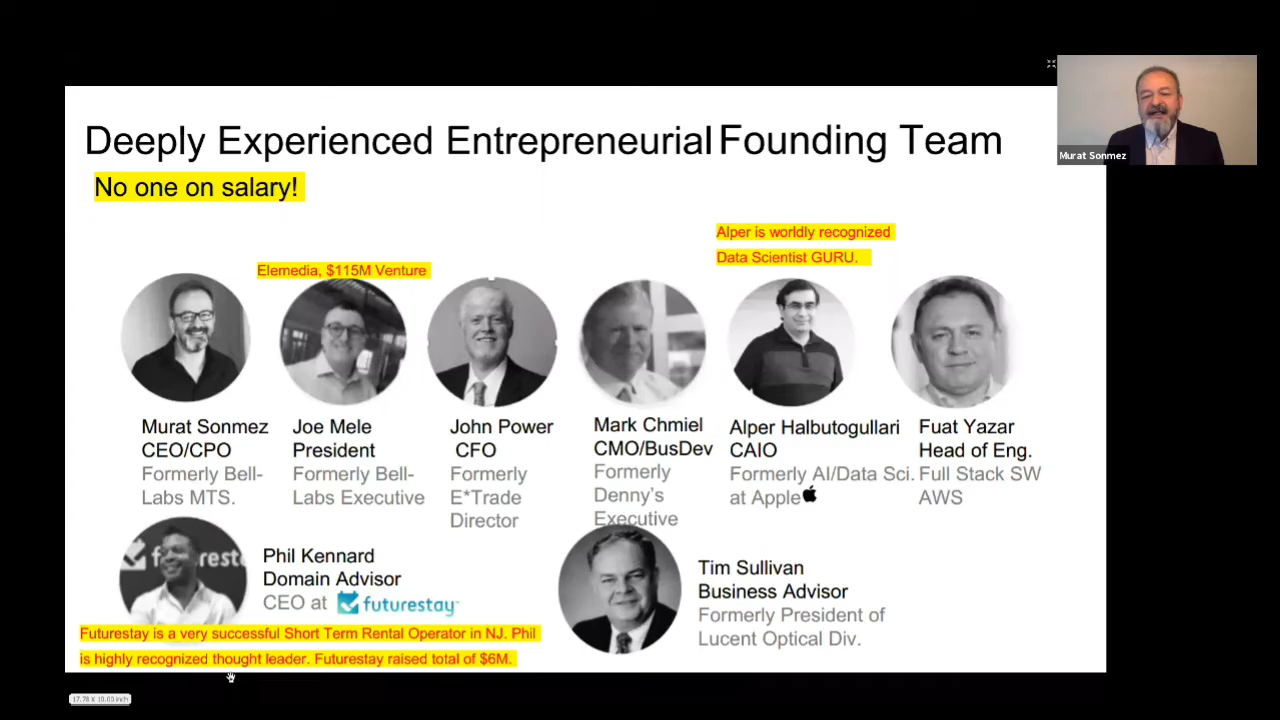 Deeply Experienced Entrepreneurial Founding Team
No one on salary!
Alper is worldly recognized
Data Scientist GURU.
Elemedia, $115M Venture
Murat Sonmez
CEO/CPO
Formerly Bell-
Labs MTS.
Joe Mele
President
Formerly Bell-
Labs Executive
John Power
CFO
Formerly
E*Trade
Director
Mark Chmiel
CMO/BusDev
Formerly
Denny's
Executive
Alper Halbutogullari
CAIO
Formerly AI/Data Sci.
at Apple
Fuat Yazar
Head of Eng.
Full Stack SW
AWS
Phil Kennard
Domain Advisor
CEO at futurestay
Futurestay is a very successful Short Term Rental Operator in NJ. Phil
is highly recognized thought leader. Futurestay raised total of $6M.
Tim Sullivan
Business Advisor
Formerly President of
Lucent Optical Div.
Murat Sonmez
17.78 X 10.00 inch